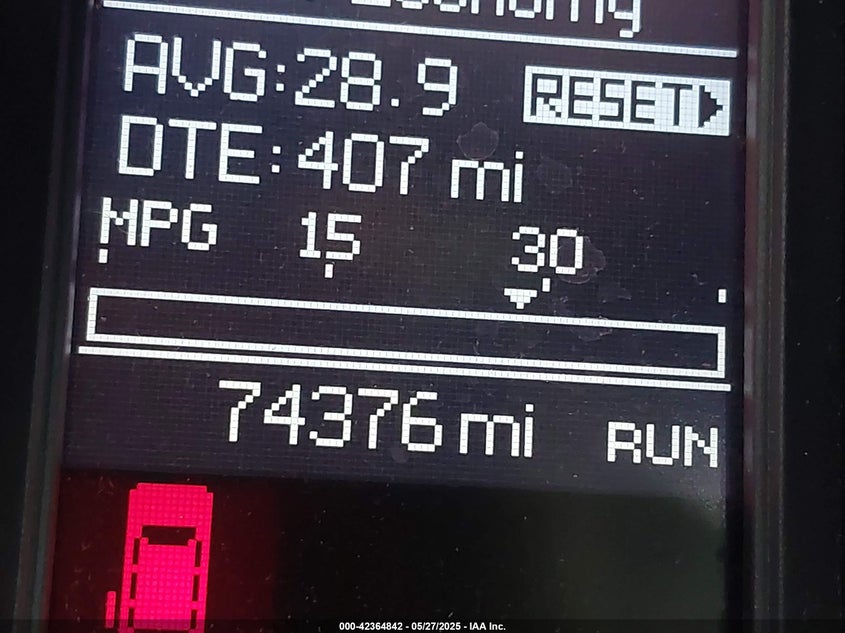 Economy
AVG:28.9 RESET
DTE:407 mi
MPG 15 30
74376 mi RUN
000-42364842 - 05/27/2025 - IAA Inc.